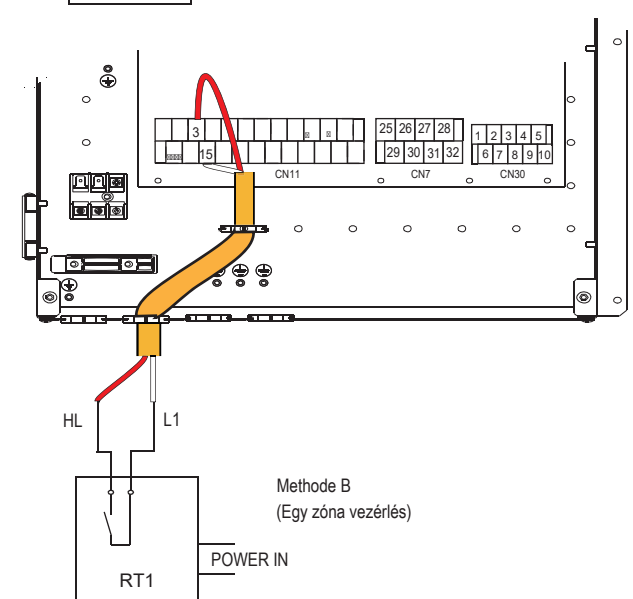 3
15
CN11
25 26 27 28
29 30 31 32
CN7
1 2 3 4 5
6 7 8 9 10
CN30
HL
L1
Methode B
(Egy zóna vezérlés)
POWER IN
RT1